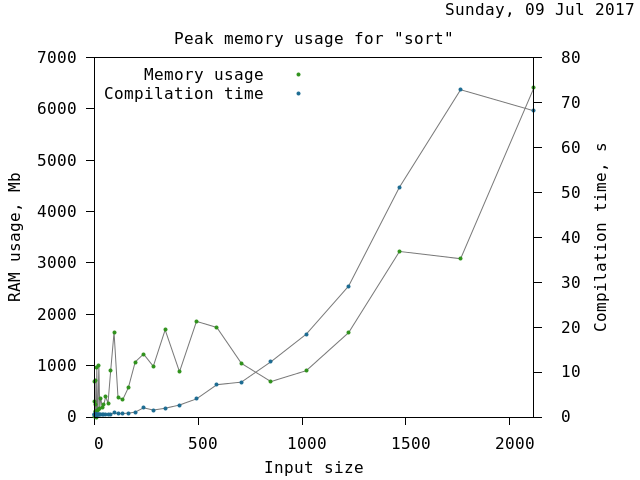 Sunday, 09 Jul 2017
Peak memory usage for "sort"
Memory usage
Compilation time
RAM usage, Mb
7000
6000
5000
4000
3000
2000
1000
0
80
70
60
50
40
30
20
10
0
Compilation time, s
0 500 1000 1500 2000
Input size